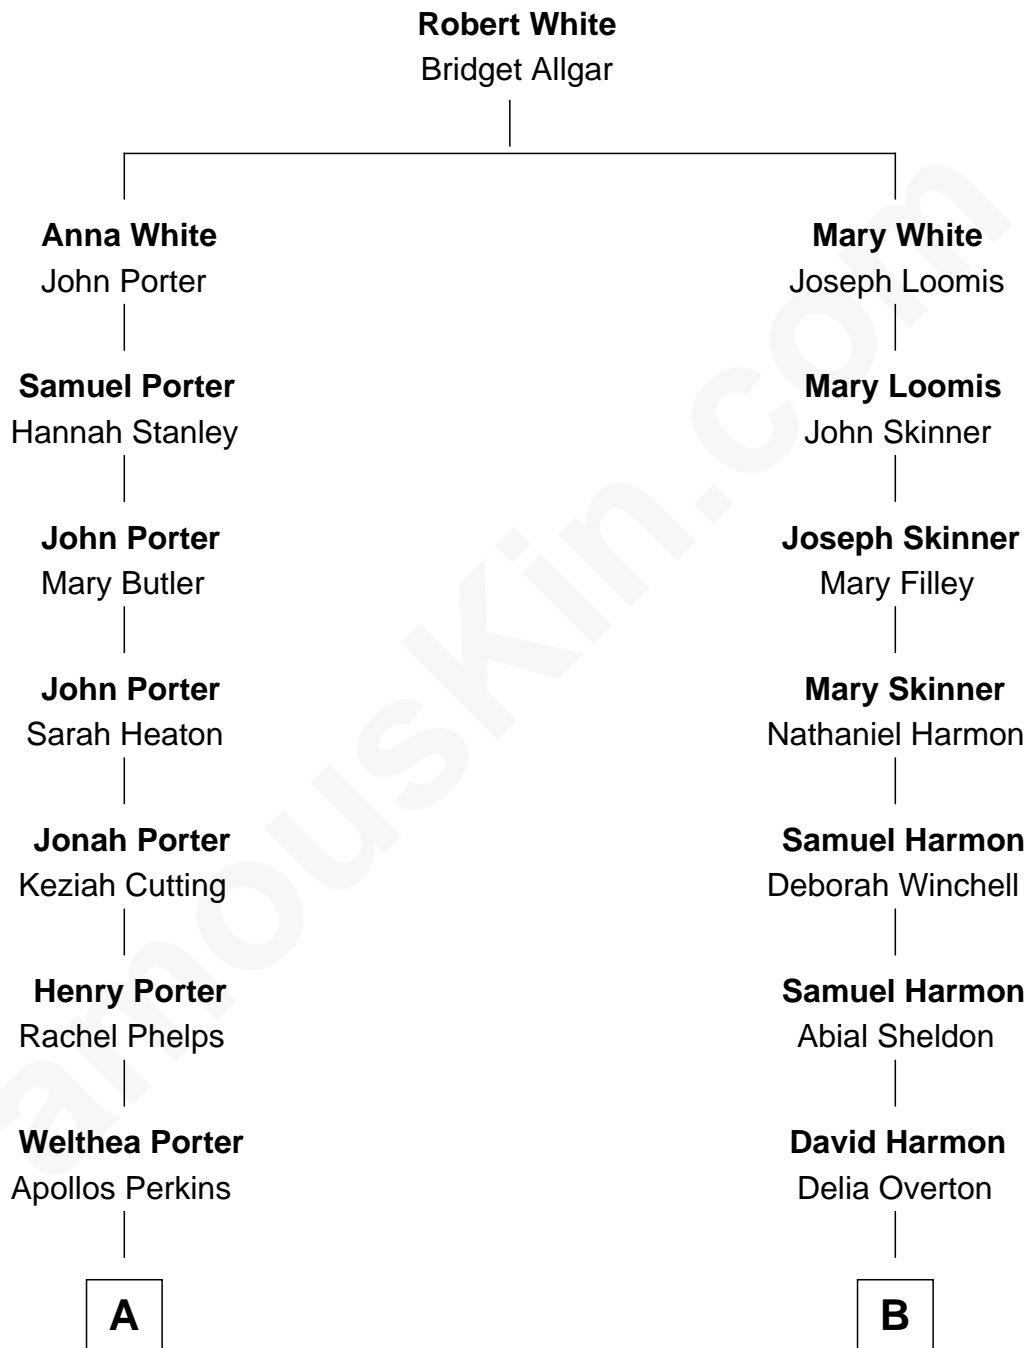 Robert White
Bridget Allgar
Anna White
John Porter
Mary White
Joseph Loomis
Samuel Porter
Hannah Stanley
Mary Loomis
John Skinner
John Porter
Mary Butler
Joseph Skinner
Mary Filley
John Porter
Sarah Heaton
Mary Skinner
Nathaniel Harmon
Jonah Porter
Keziah Cutting
Samuel Harmon
Deborah Winchell
Henry Porter
Rachel Phelps
Samuel Harmon
Abial Sheldon
Welthea Porter
Apollos Perkins
David Harmon
Delia Overton
A
B
amousKin.com